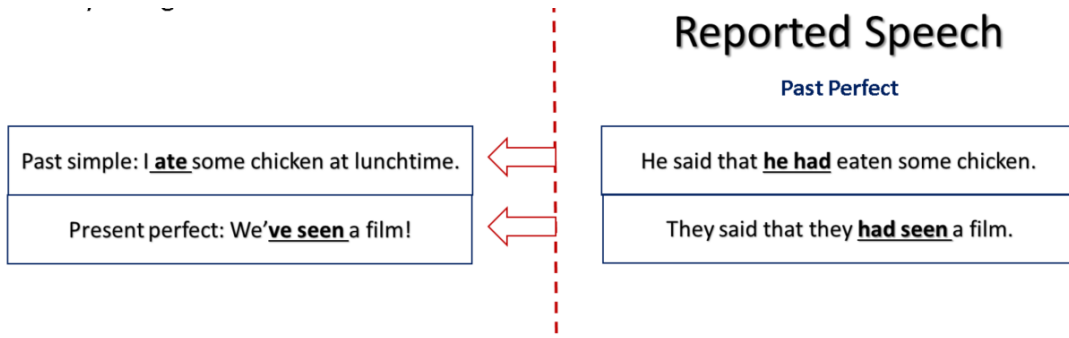 Reported Speech
Past Perfect
Past simple: I ate some chicken at lunchtime.
He said that he had eaten some chicken.
Present perfect: We've seen a film!
They said that they had seen a film.